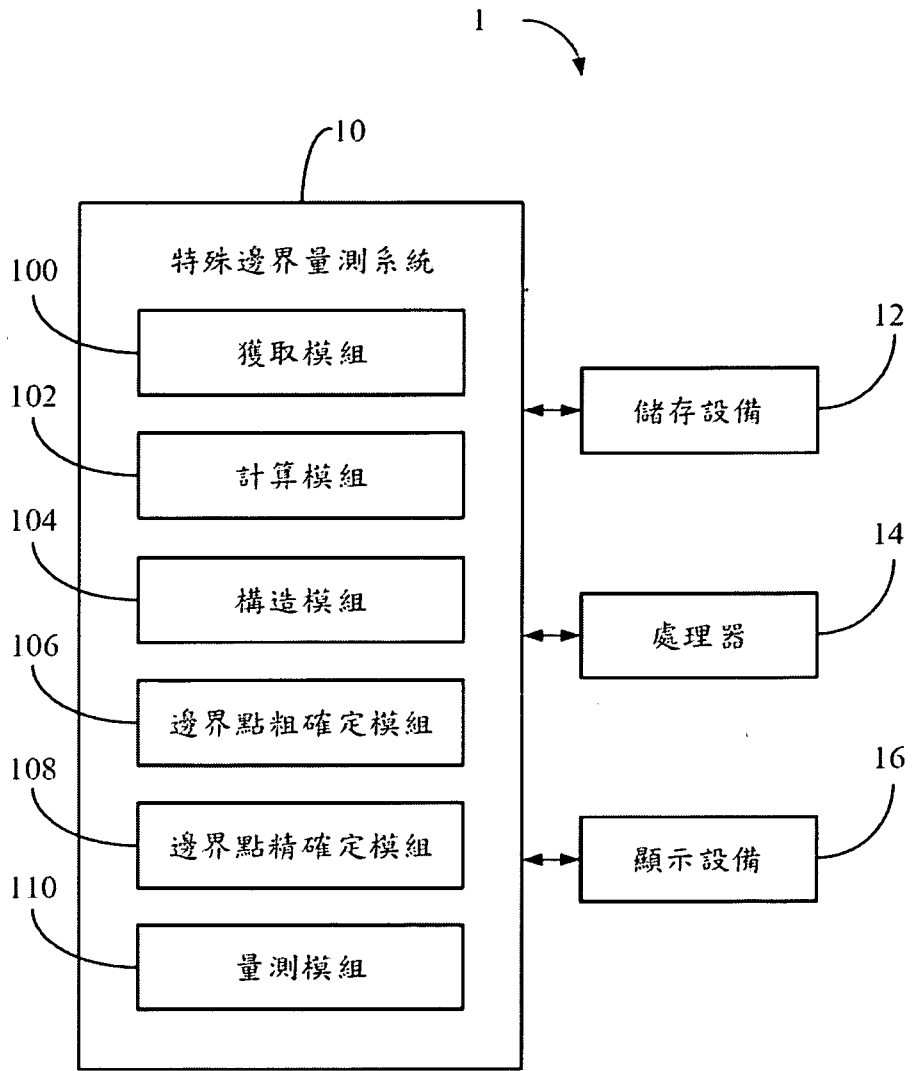 1
10
特殊邊界量測系統
100
獲取模組
102
計算模組
104
構造模組
106
邊界點粗確定模組
108
邊界點精確定模組
110
量測模組
12
儲存設備
14
處理器
16
顯示設備